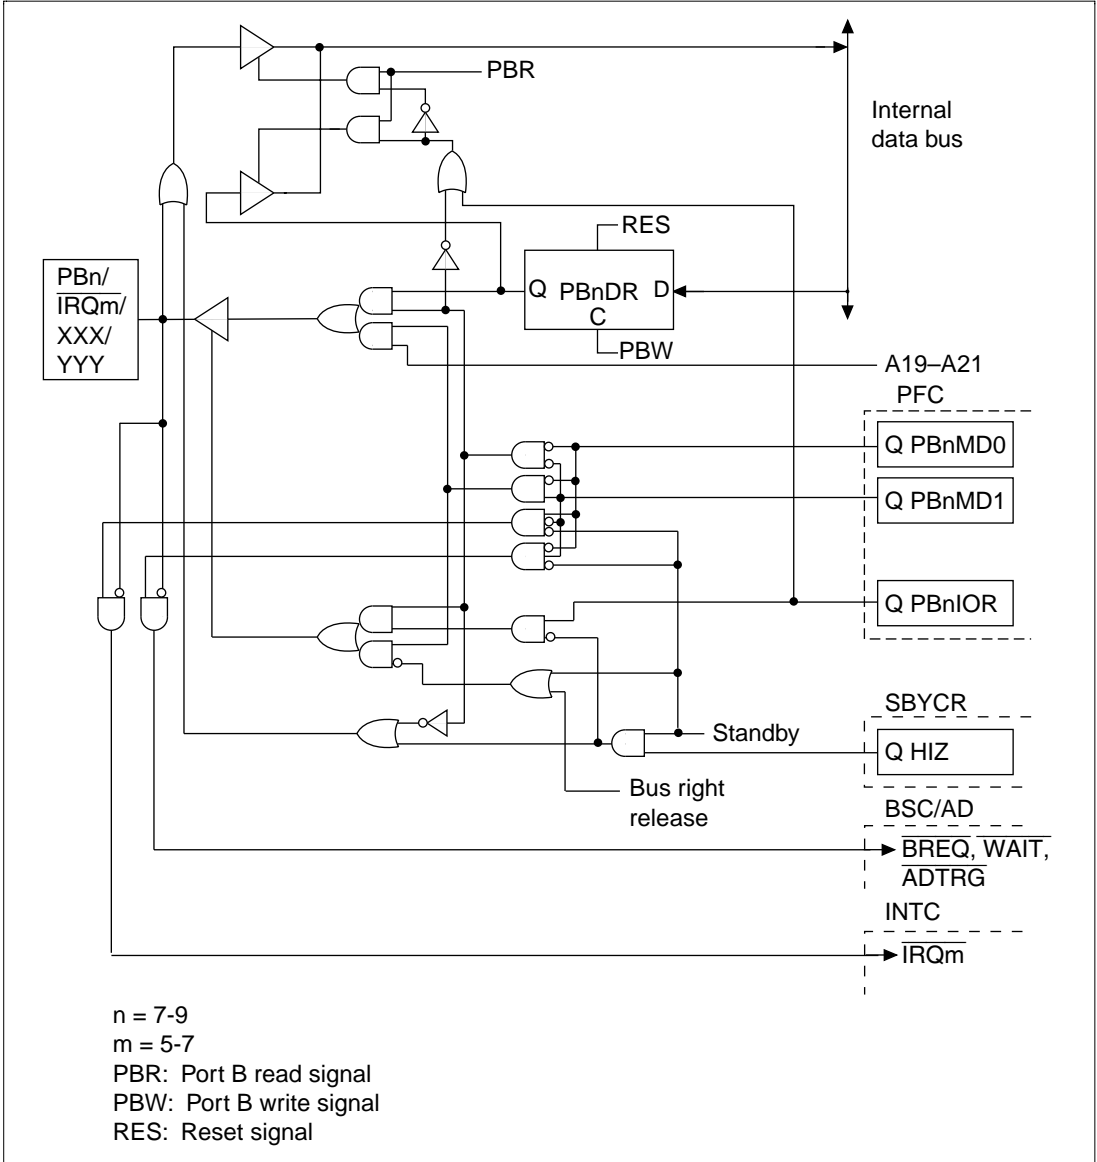 PBR
Internal
data bus
RES
PBn/
IRQm/
XXX/
YYY
Q PBnDR D
C
PBW
A19–A21
PFC
Q PBnMD0
Q PBnMD1
Q PBnIOR
SBYCR
Standby
Q HIZ
Bus right
release
BSC/AD
BREQ, WAIT,
ADTRG
INTC
IRQm
n = 7-9
m = 5-7
PBR: Port B read signal
PBW: Port B write signal
RES: Reset signal